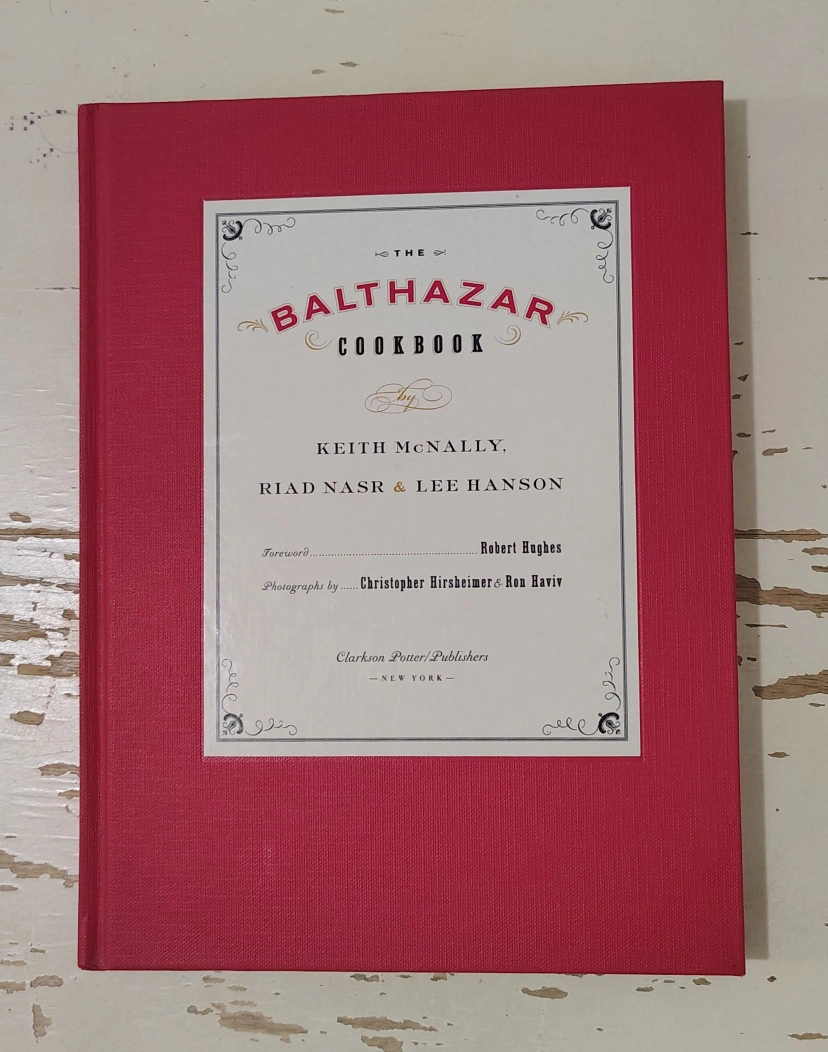 THE
BALTHAZAR
COOKBOOK
by
KEITH McNALLY,
RIAD NASR & LEE HANSON
Foreword........................................................Robert Hughes
Photographs by ......Christopher Hirsheimer & Ron Haviv
Clarkson Potter/Publishers
—NEW YORK—